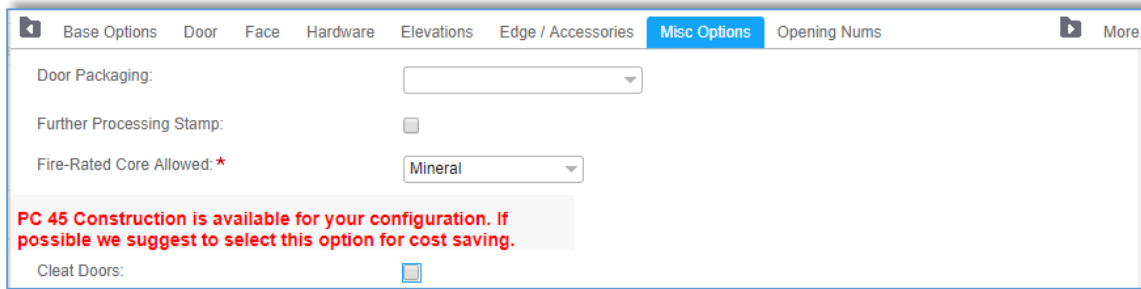 Base Options Door Face Hardware Elevations Edge / Accessories Misc Options Opening Nums More
Door Packaging:
Further Processing Stamp:
Fire-Rated Core Allowed: * Mineral
PC 45 Construction is available for your configuration. If
possible we suggest to select this option for cost saving.
Cleat Doors: